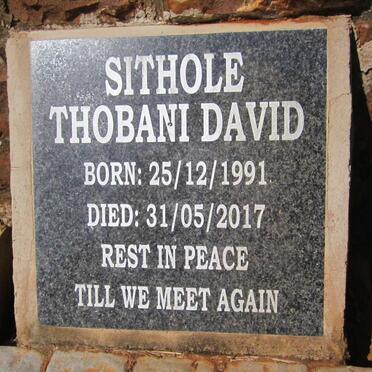 SITHOLE
THOBANI DAVID
BORN: 25/12/1991
DIED: 31/05/2017
REST IN PEACE
TILL WE MEET AGAIN